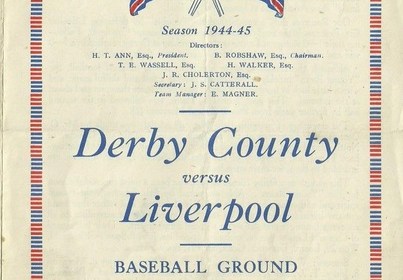 Season 1944-45
Directors:
H. T. ANN, Esq., President. B. ROBSHAW, Esq., Chairman.
T. E. WASSELL, Esq. H. WALKER, Esq.
J. R. CHOLERTON, Esq.
Secretary: J. S. CATTERALL.
Team Manager: E. MAGNER.
Derby County
versus
Liverpool
BASEBALL GROUND